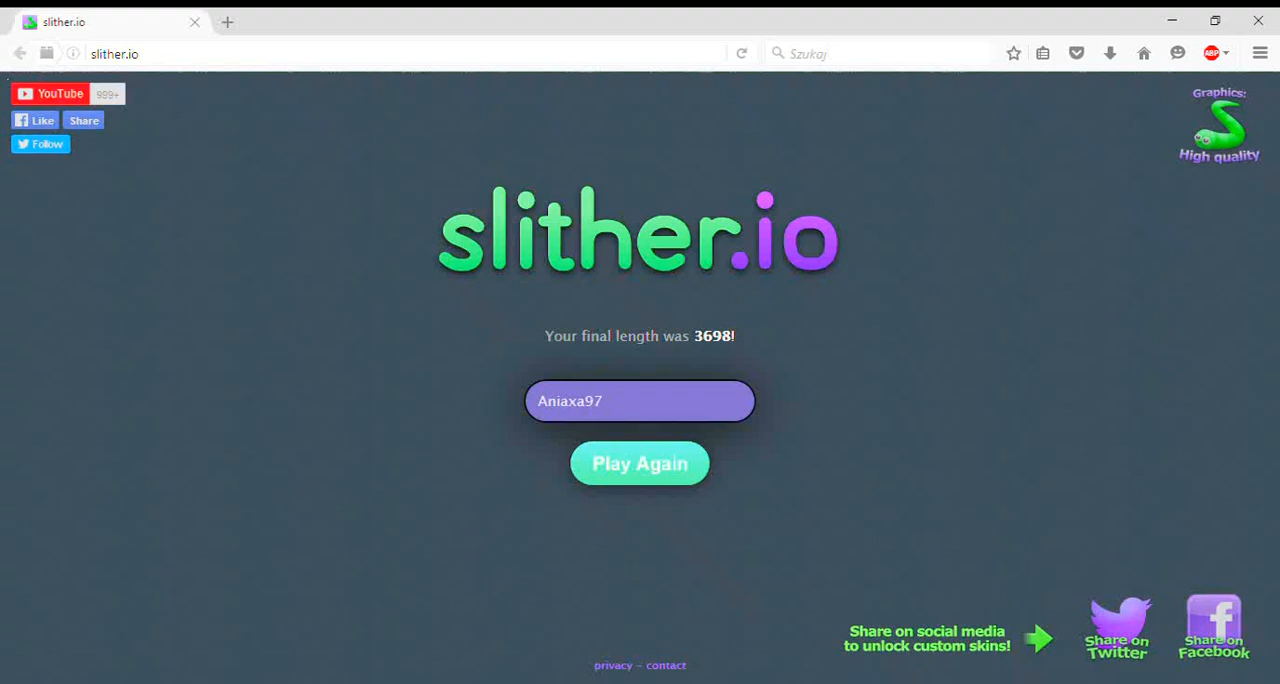 slither.io
slither.io
Szukaj
ABP
YouTube 999+
Like Share
Follow
Graphics:
High quality
slither.io
Your final length was 3698!
Aniaxa97
Play Again
Share on social media
to unlock custom skins!
Share on
Twitter
Share on
Facebook
privacy - contact